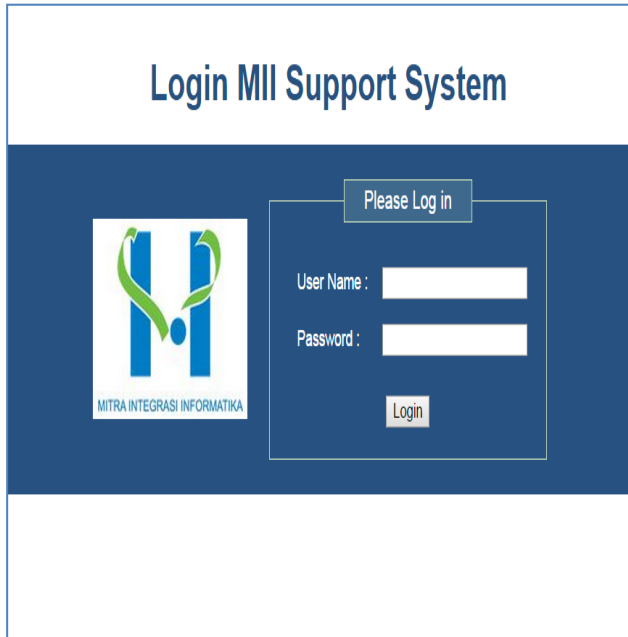 Login MII Support System
Please Log in
User Name :
Password :
Login
MITRA INTEGRASI INFORMATIKA